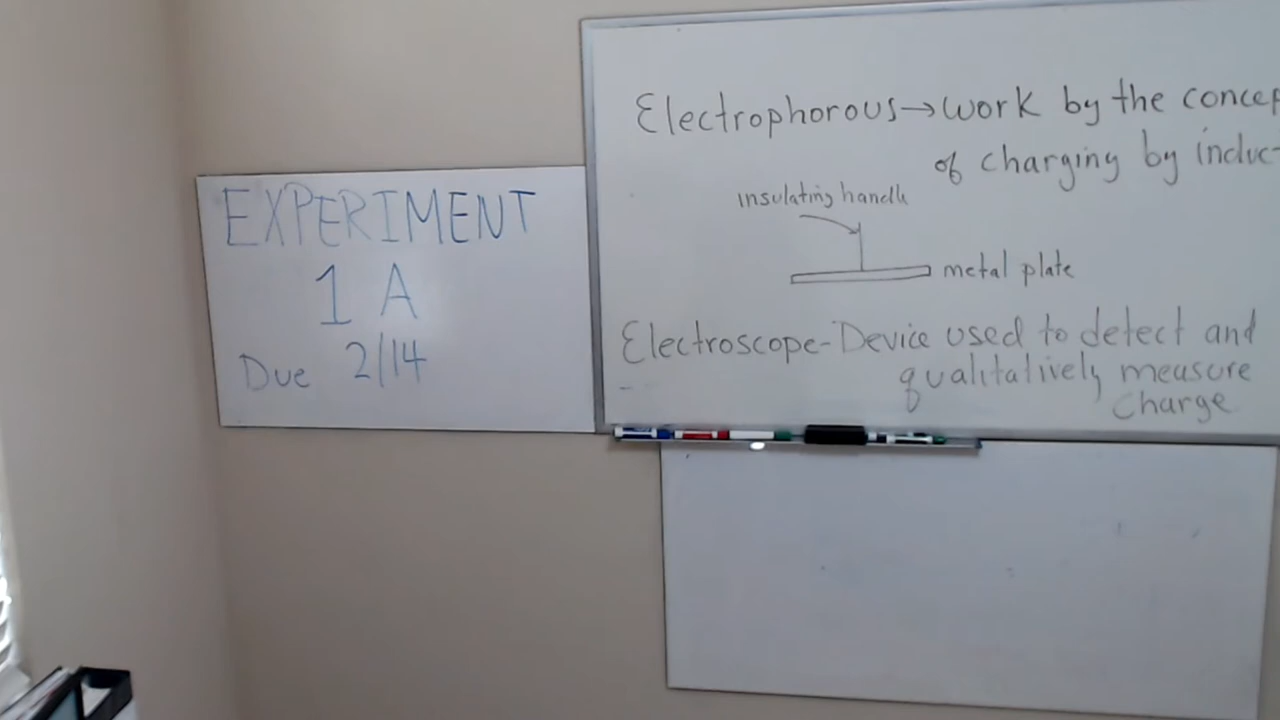 EXPERIMENT
1 A
Due 2/14
Electrophorous→work by the concep
of charging by induc-
insulating handle
metal plate
Electroscope-Device used to detect and
qualitatively measure
Charge